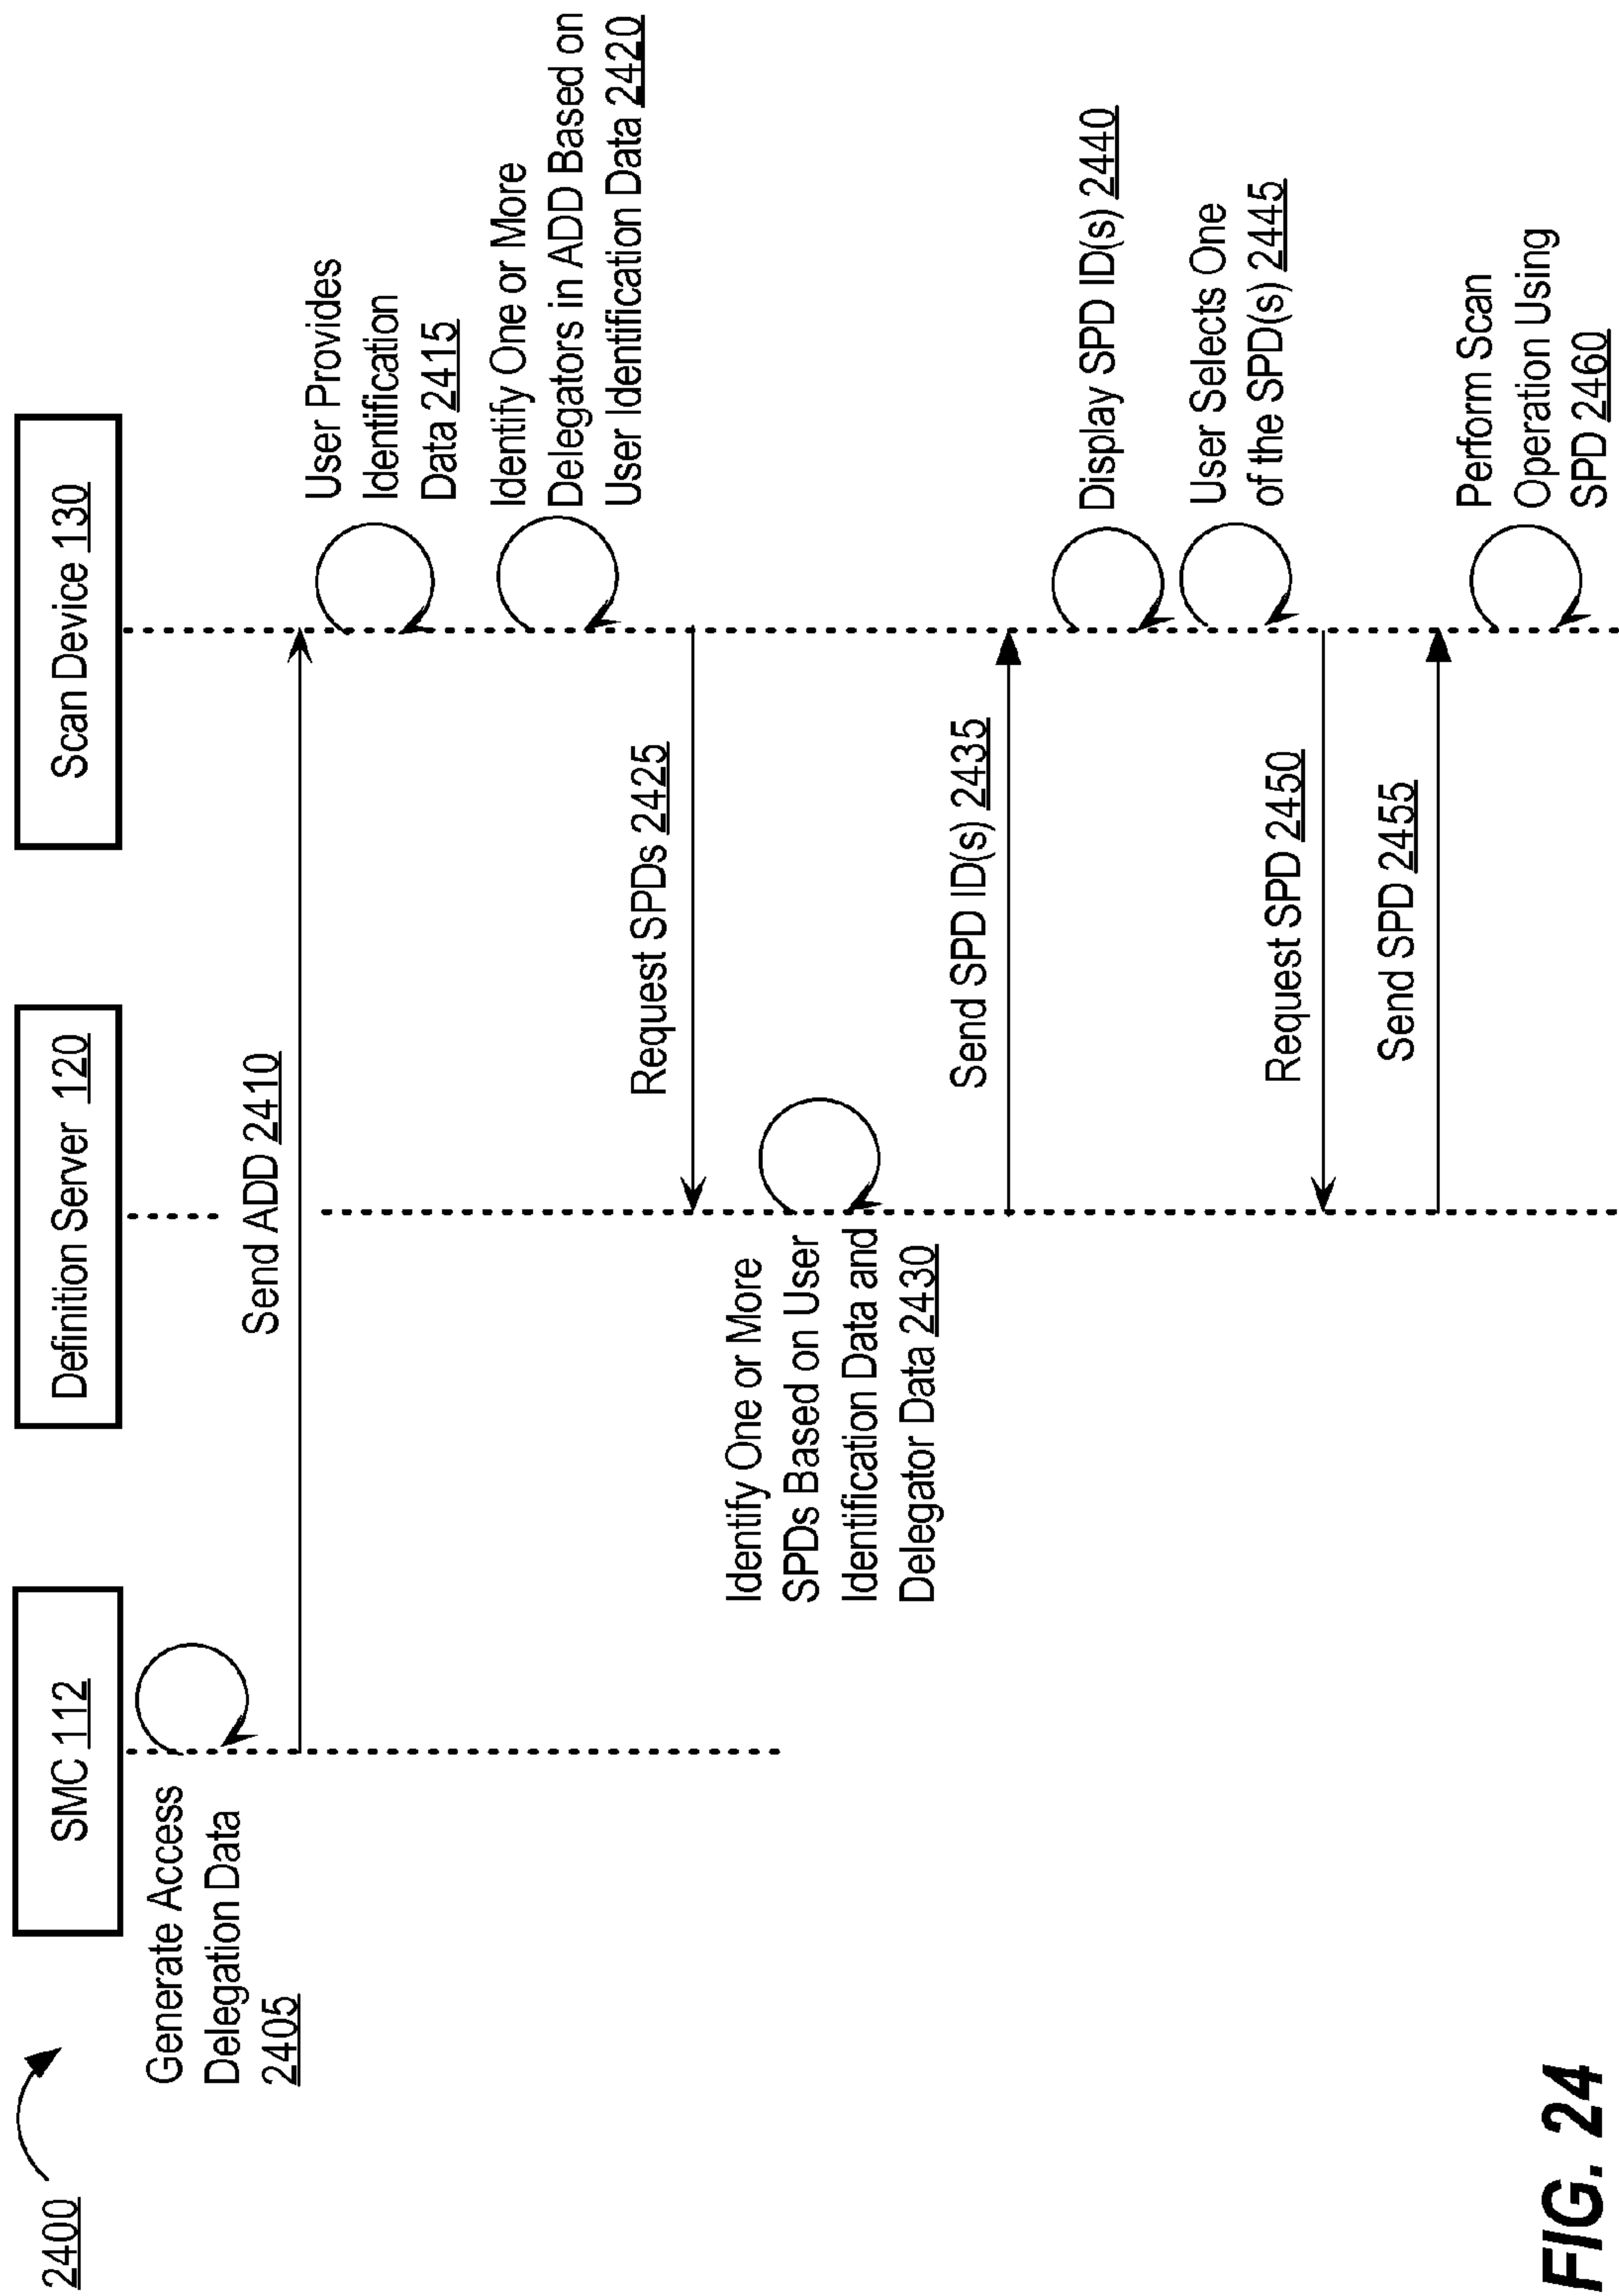 2400
SMC 112
Definition Server 120
Scan Device 130
Generate Access
Delegation Data
2405
Send ADD 2410
User Provides
Identification
Data 2415
Identify One or More
Delegators in ADD Based on
User Identification Data 2420
Request SPDs 2425
Identify One or More
SPDs Based on User
Identification Data and
Delegator Data 2430
Send SPD ID(s) 2435
Display SPD ID(s) 2440
User Selects One
of the SPD(s) 2445
Request SPD 2450
Send SPD 2455
Perform Scan
Operation Using
SPD 2460
FIG. 24